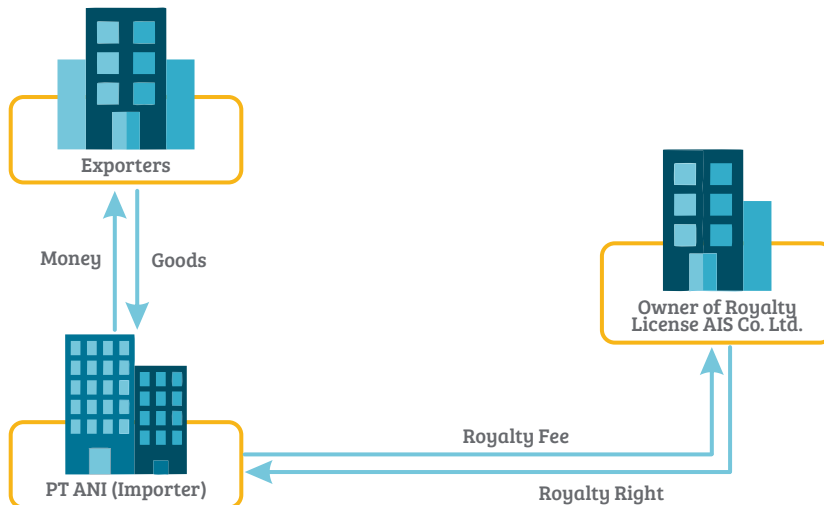 Exporters
Money
Goods
Owner of Royalty
License AIS Co. Ltd.
Royalty Fee
PT ANI (Importer)
Royalty Right